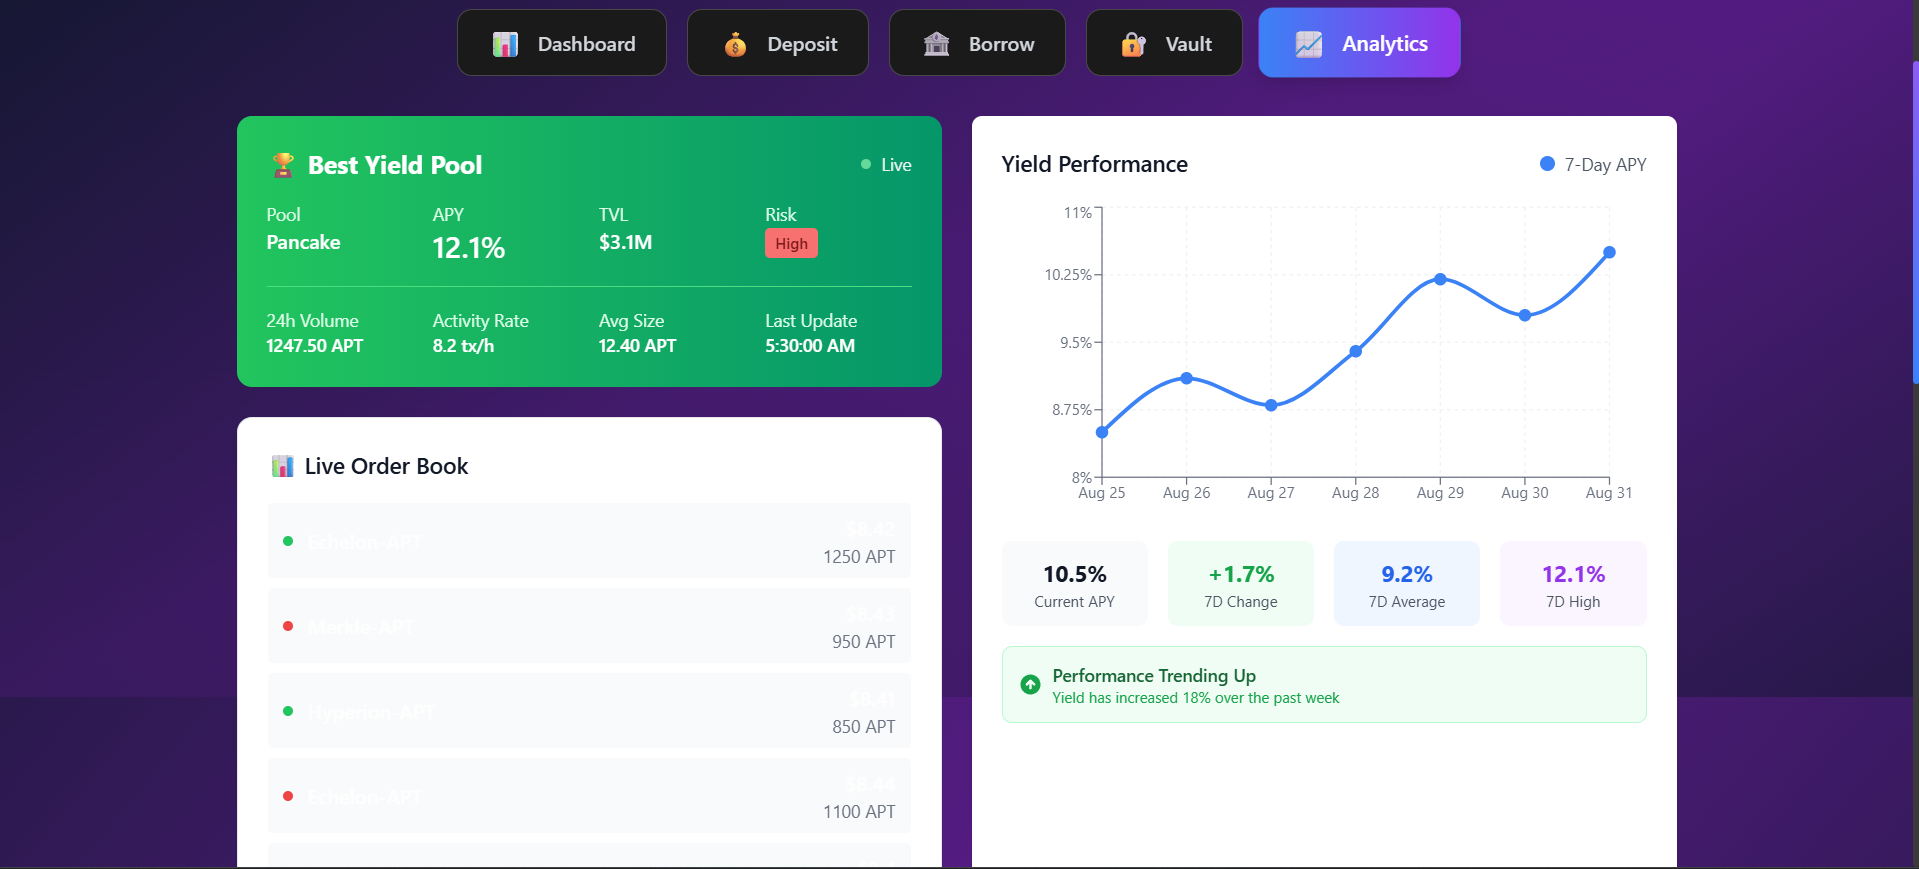 Dashboard
Deposit
Borrow
Vault
Analytics
Best Yield Pool
Live
Pool
APY
TVL
Risk
Pancake
12.1%
$3.1M
High
24h Volume
Activity Rate
Avg Size
Last Update
1247.50 APT
8.2 tx/h
12.40 APT
5:30:00 AM
Live Order Book
Echelon-APT
$8.42
1250 APT
Merkle-APT
$8.43
950 APT
Hyperion-APT
$8.41
850 APT
Echelon-APT
$8.44
1100 APT
Yield Performance
7-Day APY
11%
10.25%
9.5%
8.75%
8%
Aug 25
Aug 26
Aug 27
Aug 28
Aug 29
Aug 30
Aug 31
10.5%
Current APY
+1.7%
7D Change
9.2%
7D Average
12.1%
7D High
Performance Trending Up
Yield has increased 18% over the past week